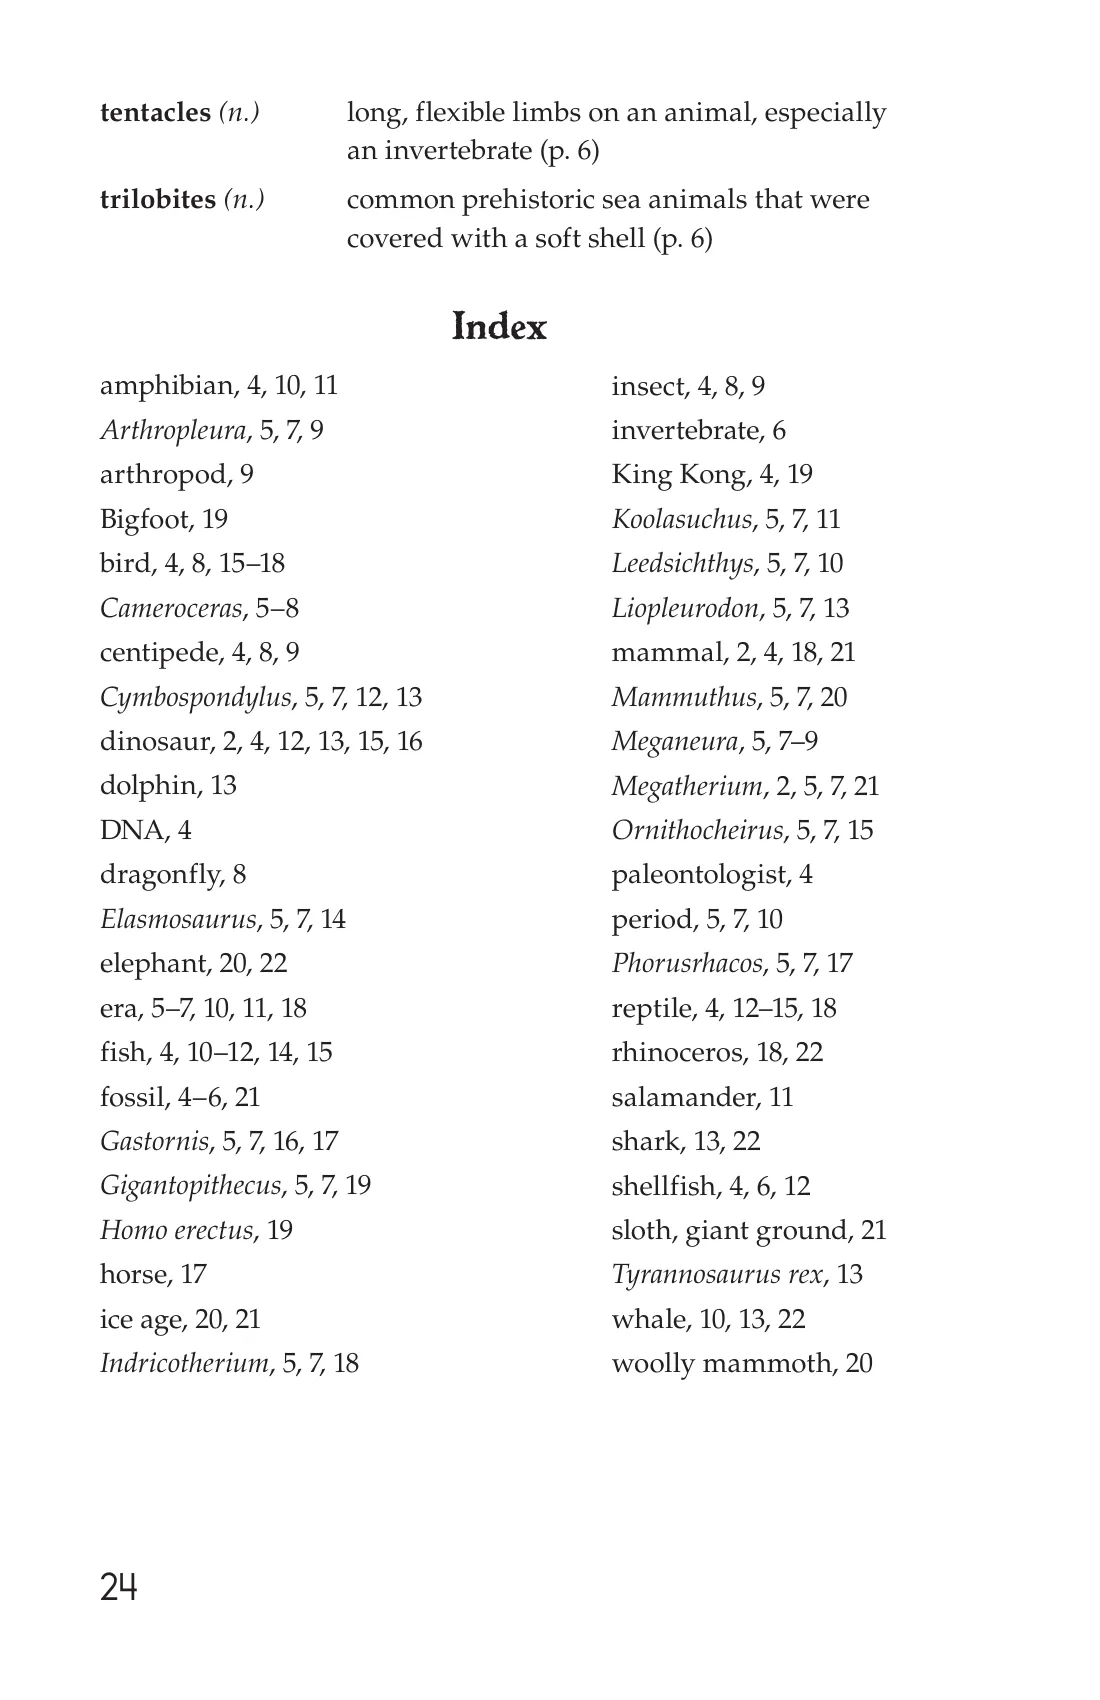 tentacles (n.) long, flexible limbs on an animal, especially
an invertebrate (p. 6)
trilobites (n.) common prehistoric sea animals that were
covered with a soft shell (p. 6)
Index
amphibian, 4, 10, 11
Arthropleura, 5, 7, 9
arthropod, 9
Bigfoot, 19
bird, 4, 8, 15–18
Cameroceras, 5–8
centipede, 4, 8, 9
Cymbospondylus, 5, 7, 12, 13
dinosaur, 2, 4, 12, 13, 15, 16
dolphin, 13
DNA, 4
dragonfly, 8
Elasmosaurus, 5, 7, 14
elephant, 20, 22
era, 5–7, 10, 11, 18
fish, 4, 10–12, 14, 15
fossil, 4–6, 21
Gastornis, 5, 7, 16, 17
Gigantopithecus, 5, 7, 19
Homo erectus, 19
horse, 17
ice age, 20, 21
Indricotherium, 5, 7, 18
insect, 4, 8, 9
invertebrate, 6
King Kong, 4, 19
Koolasuchus, 5, 7, 11
Leedsichthys, 5, 7, 10
Liopleurodon, 5, 7, 13
mammal, 2, 4, 18, 21
Mammuthus, 5, 7, 20
Meganeura, 5, 7–9
Megatherium, 2, 5, 7, 21
Ornithocheirus, 5, 7, 15
paleontologist, 4
period, 5, 7, 10
Phorusrhacos, 5, 7, 17
reptile, 4, 12–15, 18
rhinoceros, 18, 22
salamander, 11
shark, 13, 22
shellfish, 4, 6, 12
sloth, giant ground, 21
Tyrannosaurus rex, 13
whale, 10, 13, 22
woolly mammoth, 20
24